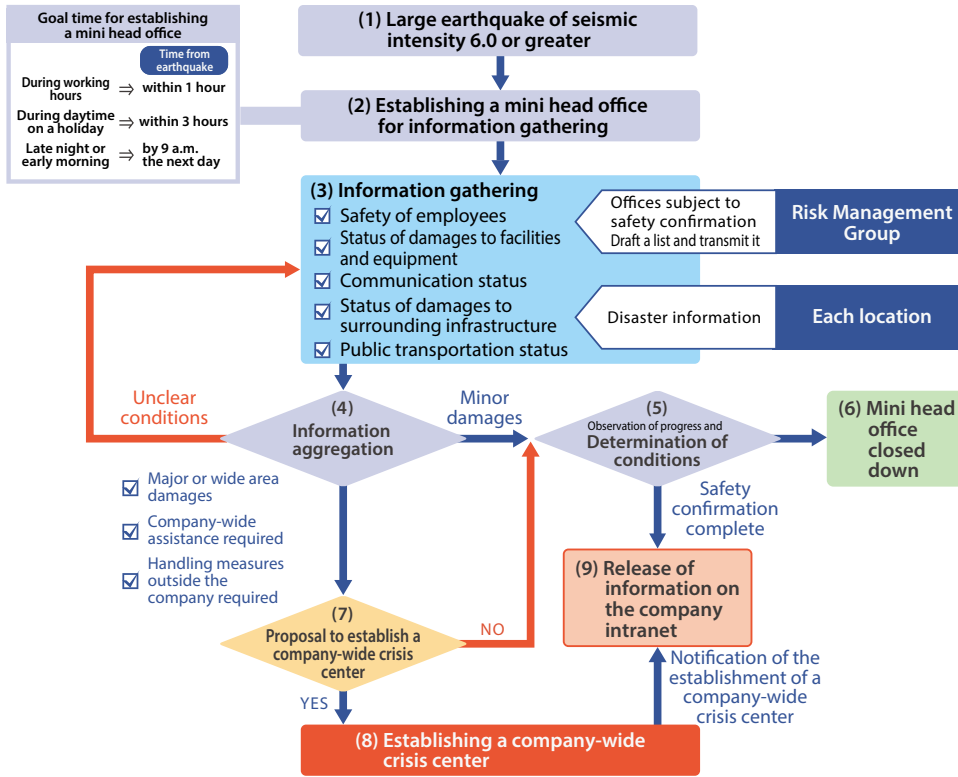 Goal time for establishing
a mini head office
Time from
earthquake
During working
hours
⇒ within 1 hour
During daytime
on a holiday
⇒ within 3 hours
Late night or
early morning
⇒ by 9 a.m.
the next day
(1) Large earthquake of seismic
intensity 6.0 or greater
(2) Establishing a mini head office
for information gathering
(3) Information gathering
Safety of employees
Status of damages to facilities
and equipment
Communication status
Status of damages to
surrounding infrastructure
Public transportation status
Offices subject to
safety confirmation
Draft a list and transmit it
Risk Management
Group
Disaster information
Each location
Unclear
conditions
(4)
Information
aggregation
Minor
damages
(5)
Observation of progress and
Determination of
conditions
(6) Mini head
office
closed
down
Major or wide area
damages
Company-wide
assistance required
Handling measures
outside the
company required
Safety
confirmation
complete
(9) Release of
information on
the company
intranet
(7)
Proposal to establish a
company-wide crisis
center
NO
YES
Notification of the
establishment of a
company-wide
crisis center
(8) Establishing a company-wide
crisis center